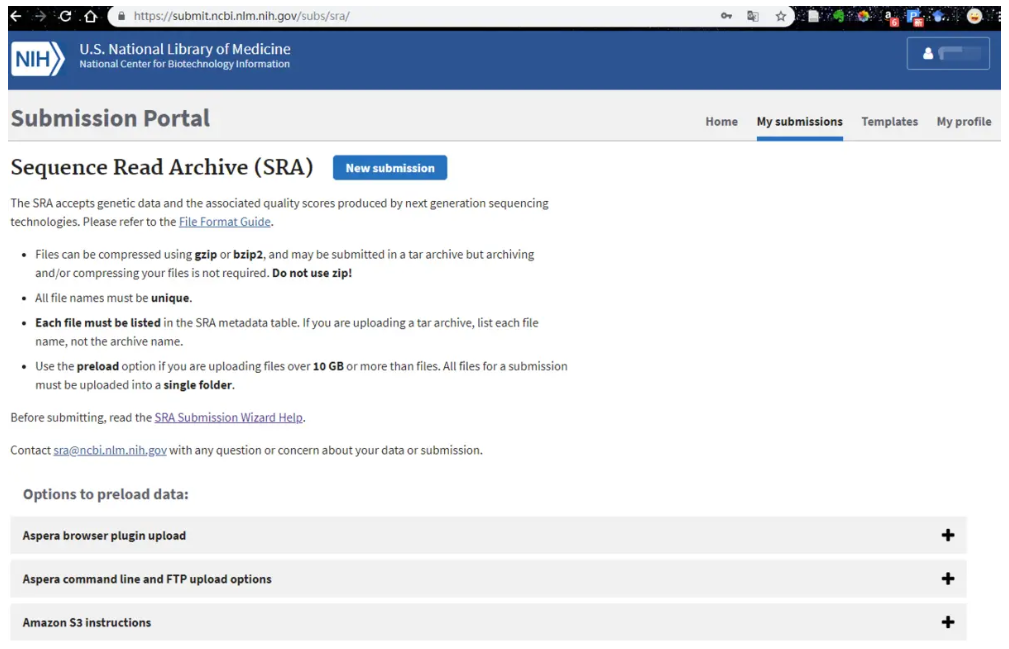 https://submit.ncbi.nlm.nih.gov/subs/sra/
NIH
U.S. National Library of Medicine
National Center for Biotechnology Information
Submission Portal
Home My submissions Templates My profile
Sequence Read Archive (SRA) New submission
The SRA accepts genetic data and the associated quality scores produced by next generation sequencing
technologies. Please refer to the File Format Guide.
• Files can be compressed using gzip or bzip2, and may be submitted in a tar archive but archiving
and/or compressing your files is not required. Do not use zip!
• All file names must be unique.
• Each file must be listed in the SRA metadata table. If you are uploading a tar archive, list each file
name, not the archive name.
• Use the preload option if you are uploading files over 10 GB or more than files. All files for a submission
must be uploaded into a single folder.
Before submitting, read the SRA Submission Wizard Help.
Contact sra@ncbi.nlm.nih.gov with any question or concern about your data or submission.
Options to preload data:
Aspera browser plugin upload
Aspera command line and FTP upload options
Amazon S3 instructions